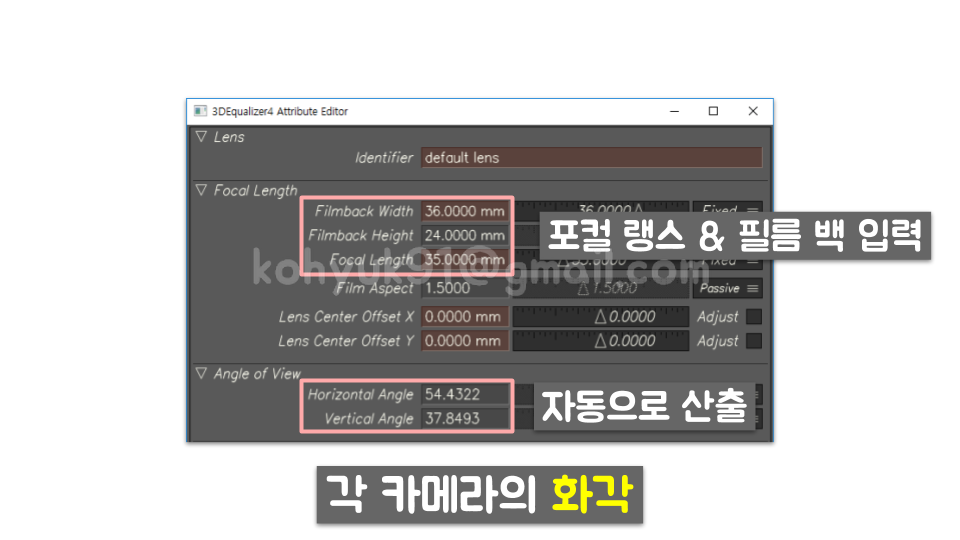 3DEqualizer4 Attribute Editor
▽ Lens
Identifier default lens
▽ Focal Length
Filmback Width 36.0000 mm 36.0000 Fixed
Filmback Height 24.0000 mm
포컬 랭스 & 필름 백 입력
Focal Length 35.0000 mm 35.0000 Fixed
kohyuk91@gmail.com
Film Aspect 1.5000 1.5000 Passive
Lens Center Offset X 0.0000 mm 0.0000 Adjust
Lens Center Offset Y 0.0000 mm 0.0000 Adjust
▽ Angle of View
Horizontal Angle 54.4322
Vertical Angle 37.8493
자동으로 산출
각 카메라의 화각